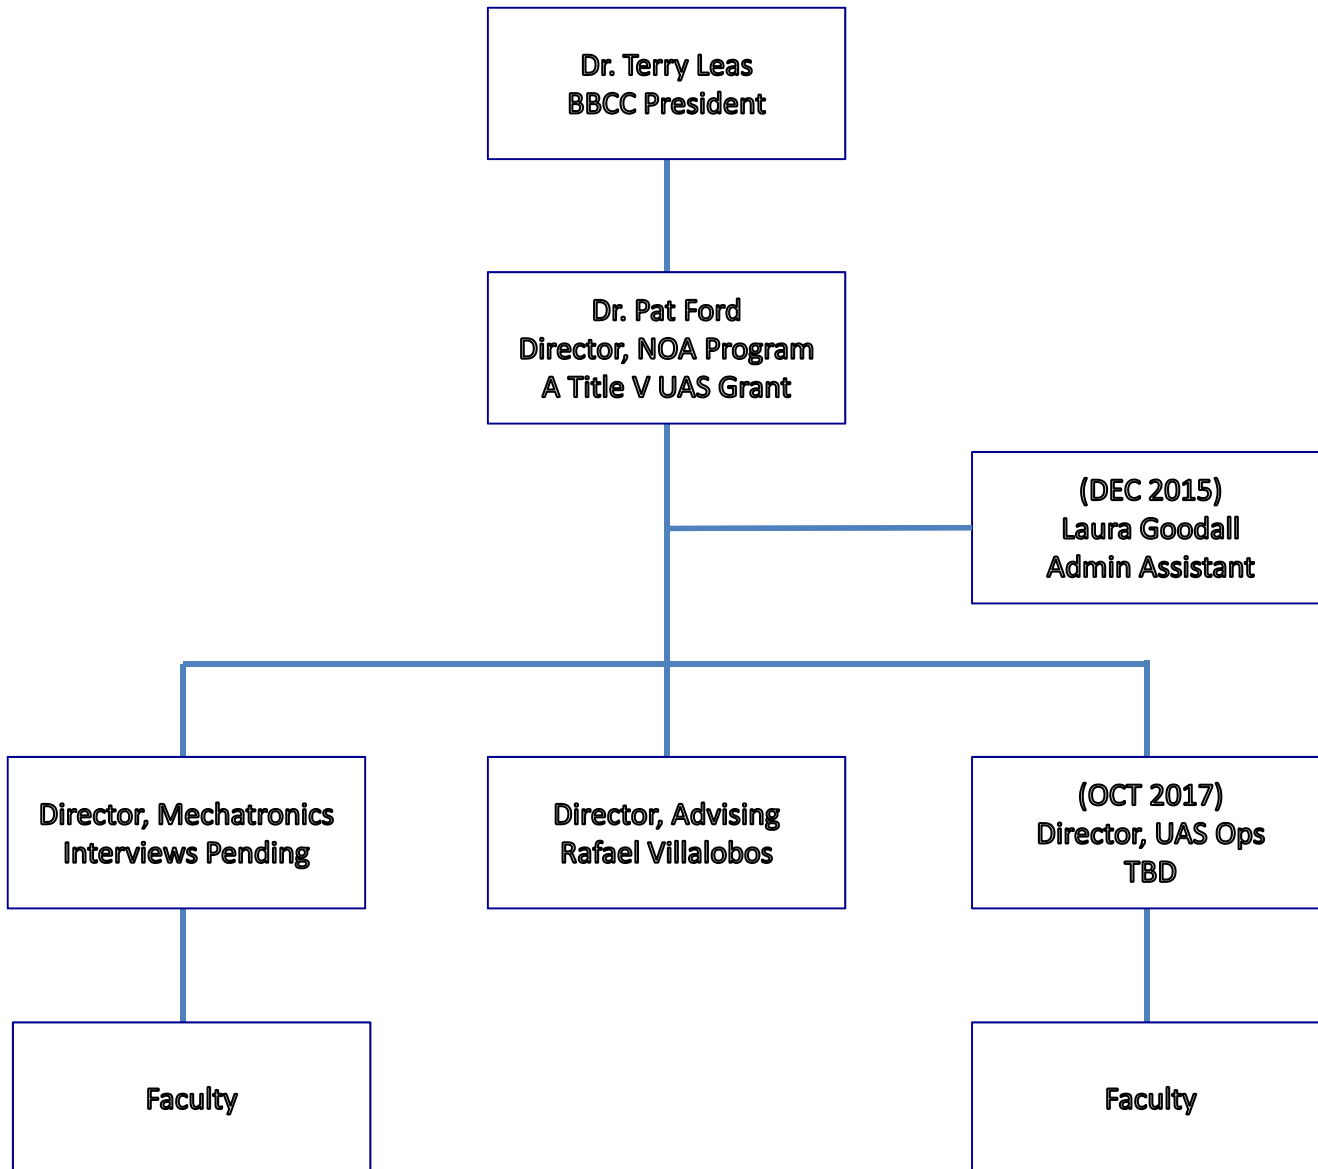 Dr. Terry Leas
BBCC President
Dr. Pat Ford
Director, NOA Program
A Title V UAS Grant
(DEC 2015)
Laura Goodall
Admin Assistant
Director, Mechatronics
Interviews Pending
Director, Advising
Rafael Villalobos
(OCT 2017)
Director, UAS Ops
TBD
Faculty
Faculty